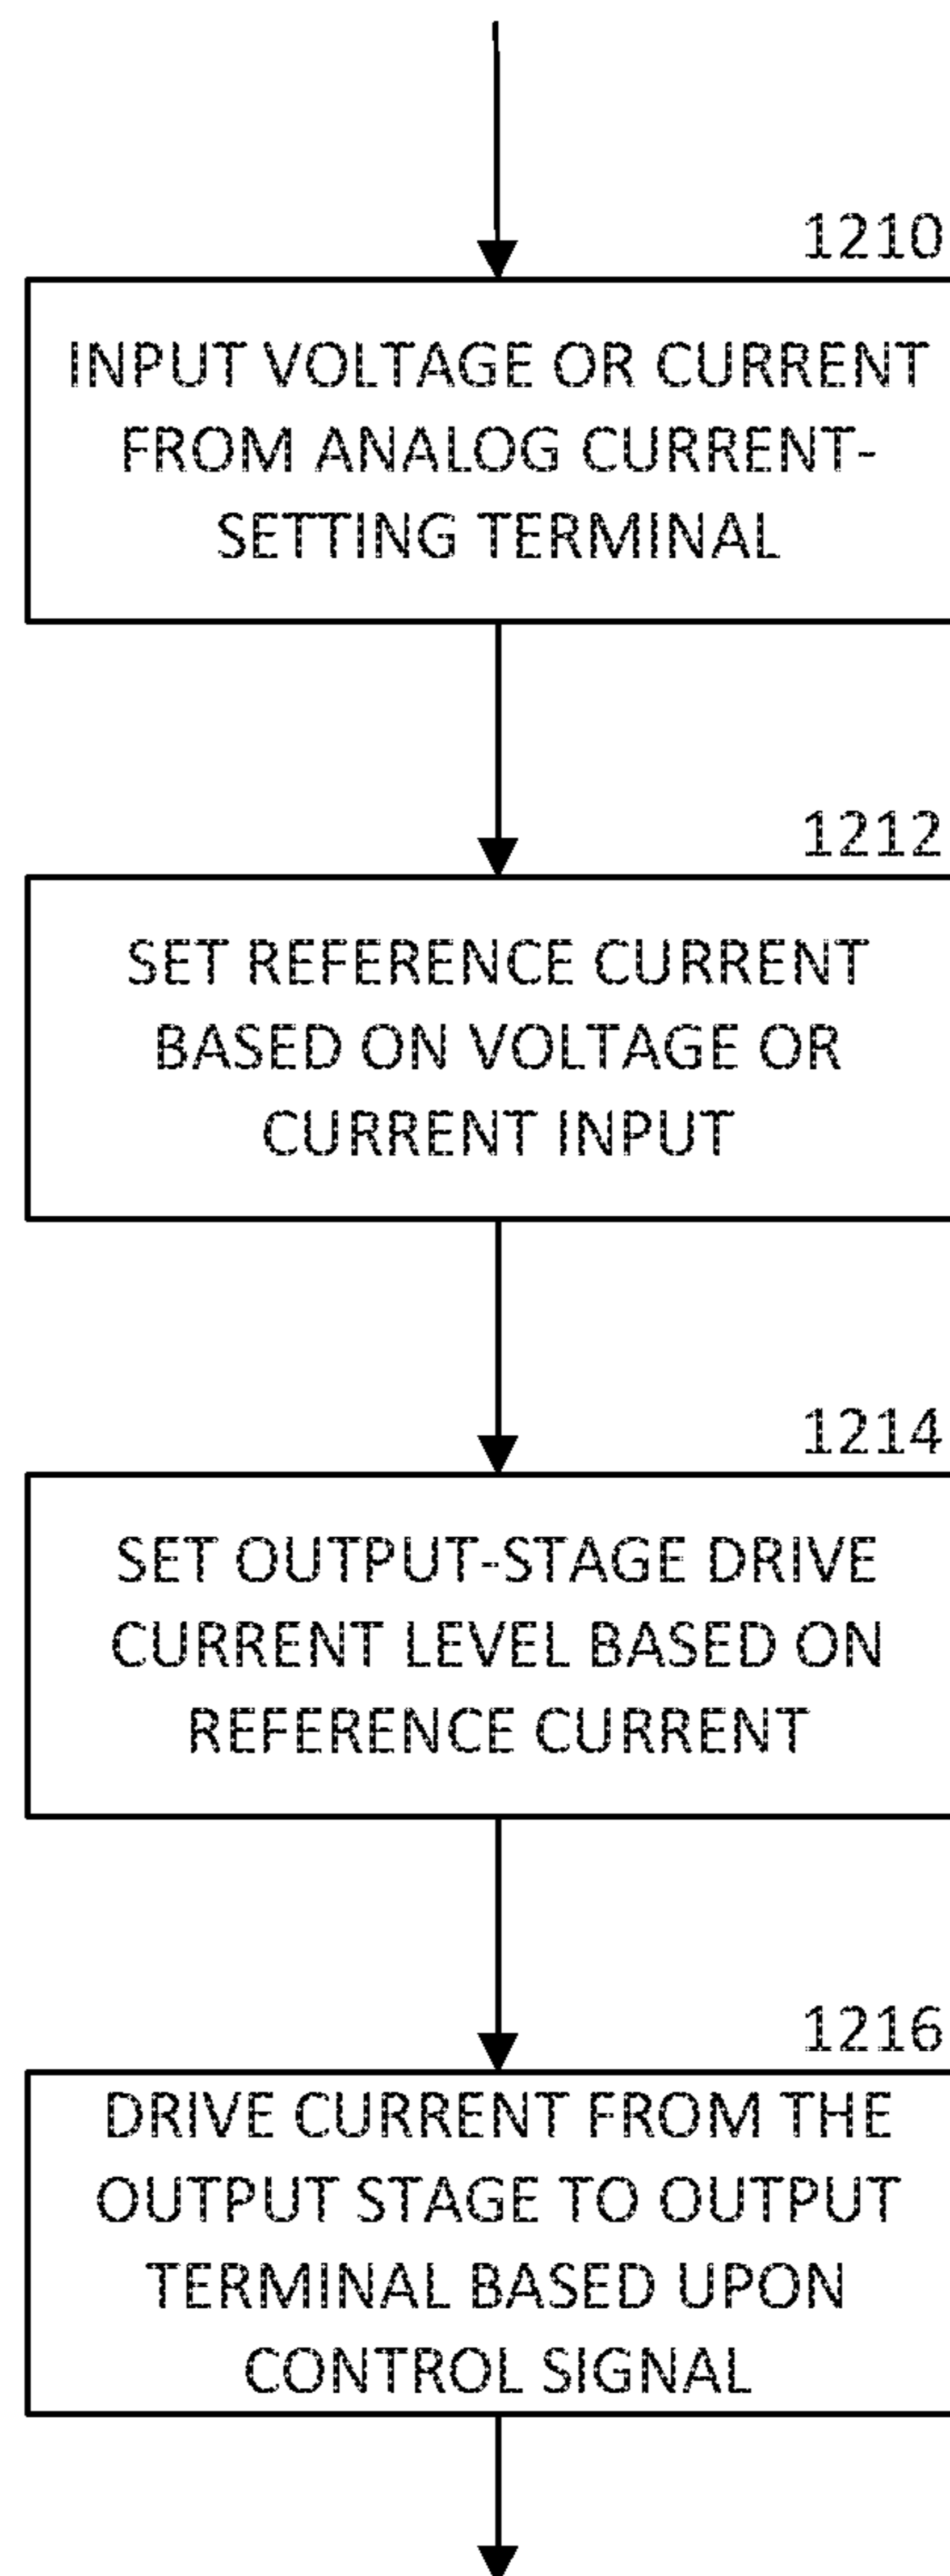 1210
INPUT VOLTAGE OR CURRENT
FROM ANALOG CURRENT-
SETTING TERMINAL
1212
SET REFERENCE CURRENT
BASED ON VOLTAGE OR
CURRENT INPUT
1214
SET OUTPUT-STAGE DRIVE
CURRENT LEVEL BASED ON
REFERENCE CURRENT
1216
DRIVE CURRENT FROM THE
OUTPUT STAGE TO OUTPUT
TERMINAL BASED UPON
CONTROL SIGNAL